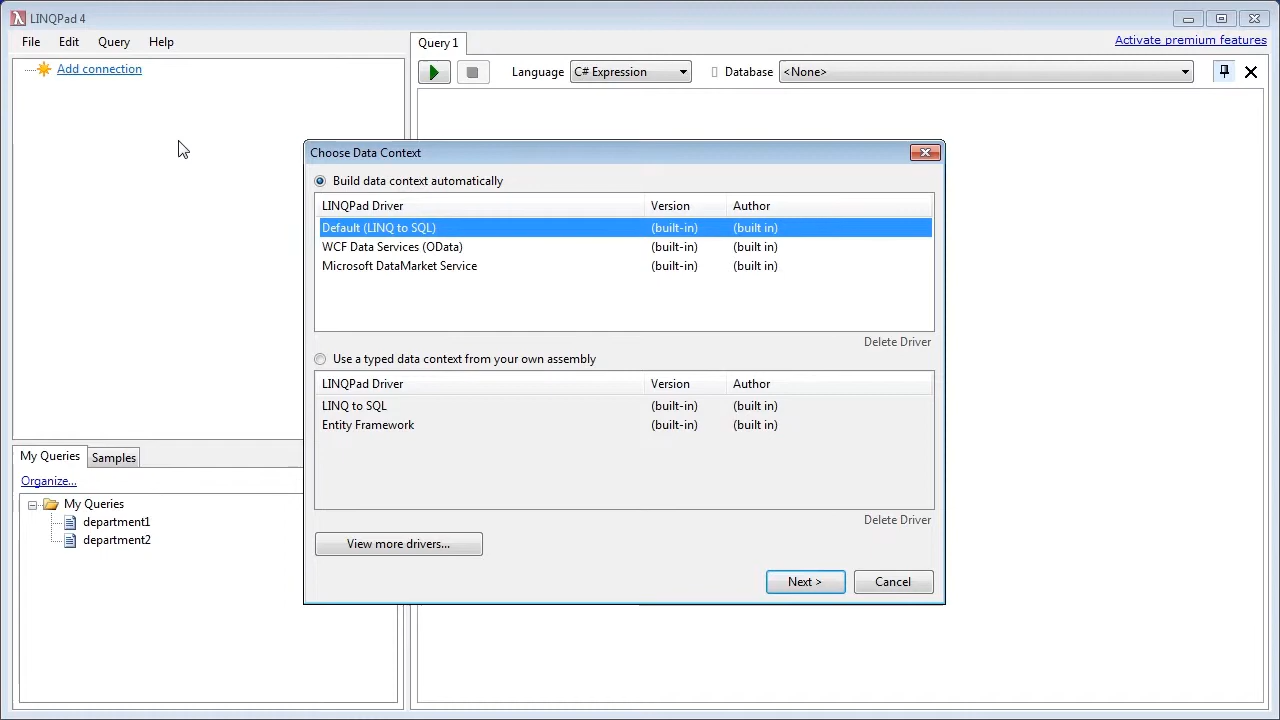 LINQPad 4
File Edit Query Help
Activate premium features
Add connection
Query 1
Language C# Expression Database <None>
Choose Data Context
Build data context automatically
LINQPad Driver Version Author
Default (LINQ to SQL) (built-in) (built in)
WCF Data Services (OData) (built-in) (built in)
Microsoft DataMarket Service (built-in) (built in)
Delete Driver
Use a typed data context from your own assembly
LINQPad Driver Version Author
LINQ to SQL (built-in) (built in)
Entity Framework (built-in) (built in)
Delete Driver
View more drivers...
Next > Cancel
My Queries Samples
Organize...
My Queries
department1
department2